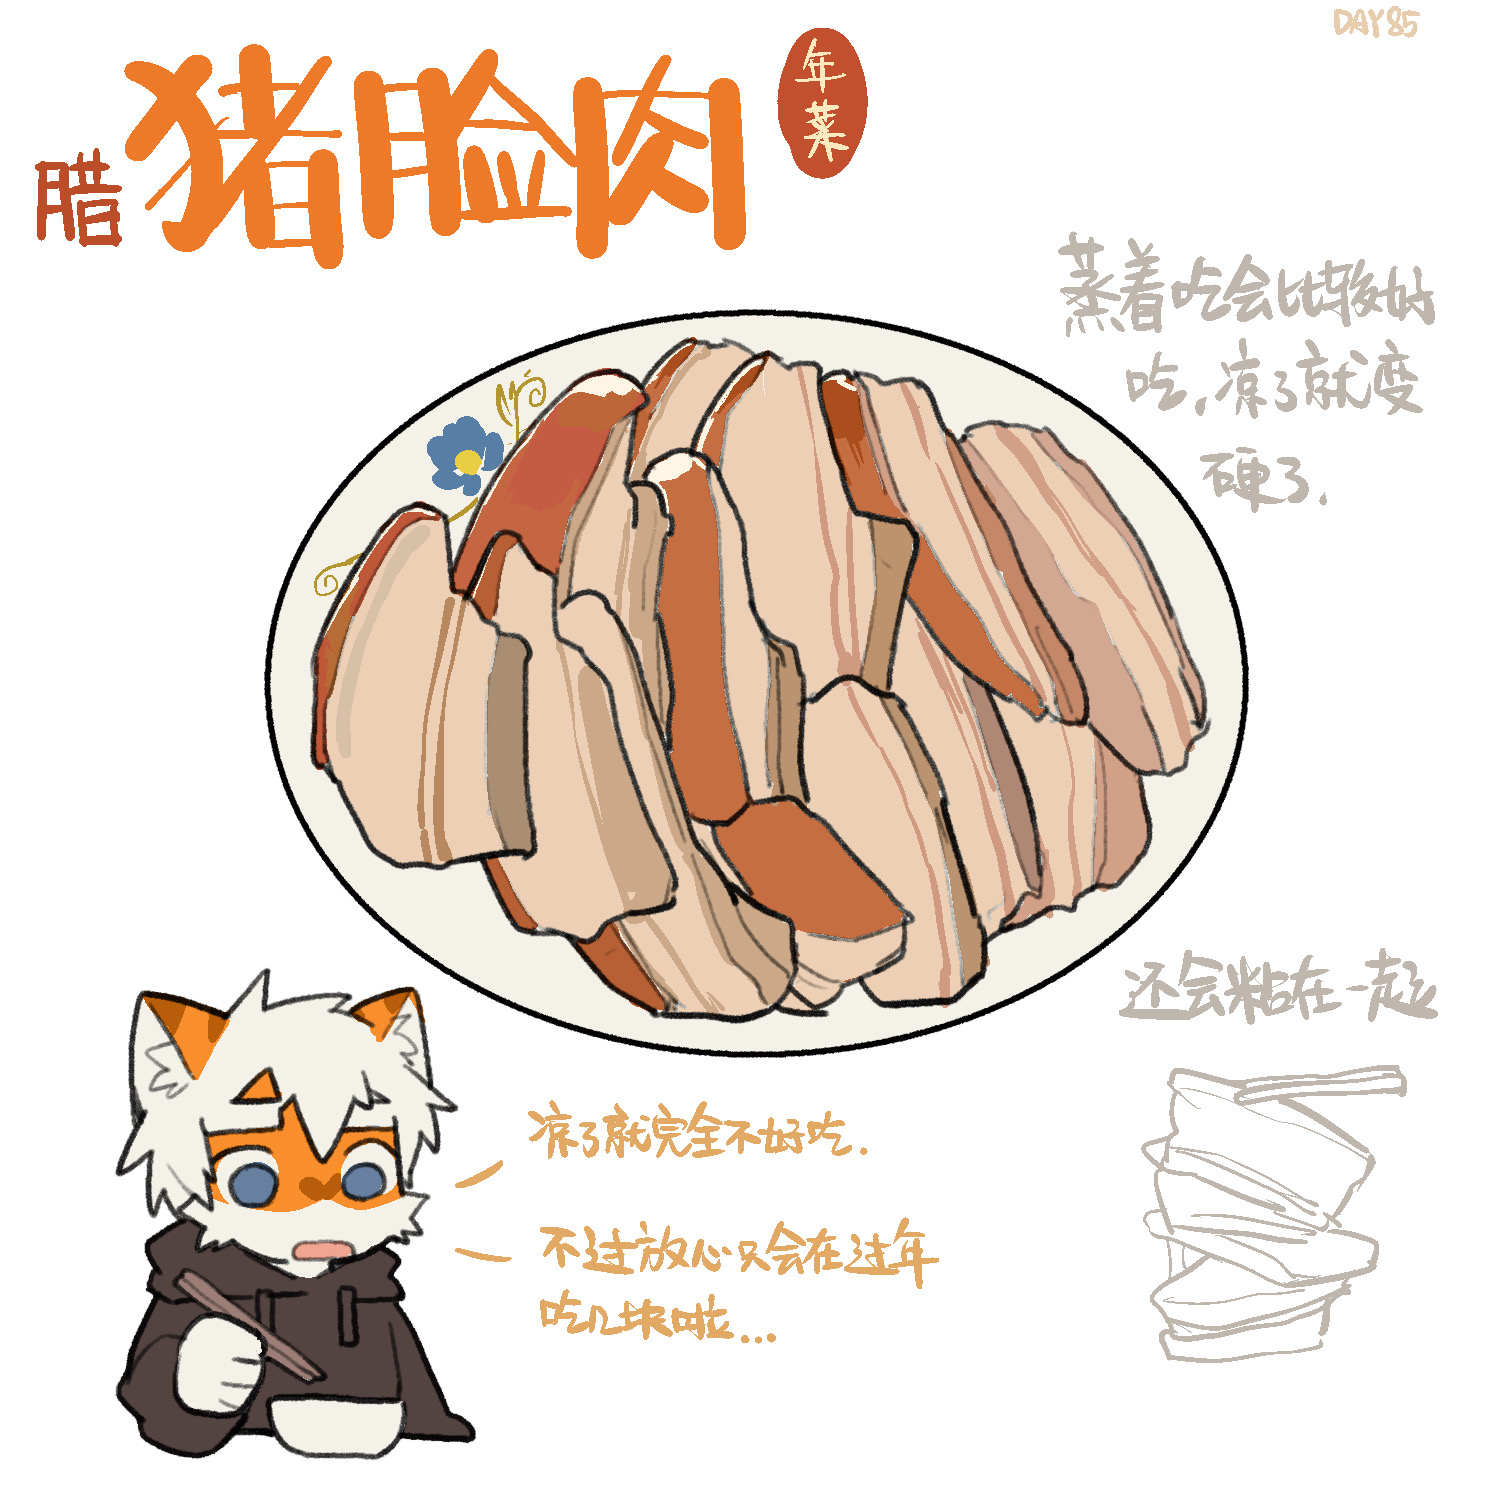 DAY 85
腊猪脸肉
年菜
蒸着吃会比较好
吃,凉了就变
硬了.
还会粘在一起
凉了就完全不好吃.
不过放心只会在过年
吃几块啦...